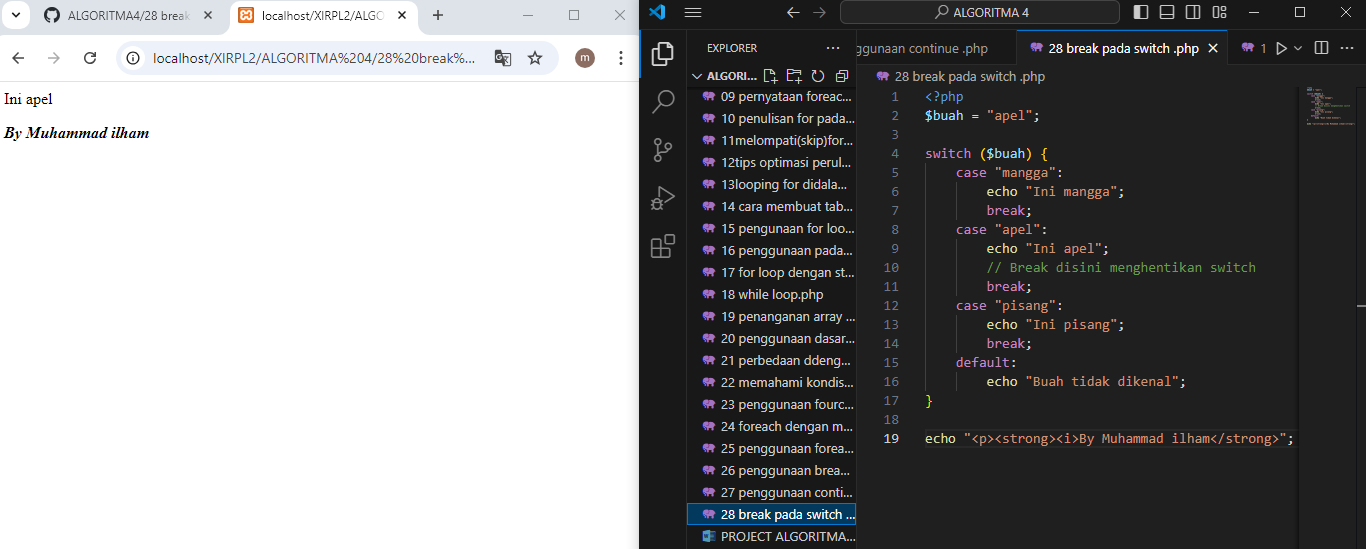 ALGORITMA4/28 break
localhost/XIRPL2/ALGO
localhost/XIRPL2/ALGORITMA%204/28%20break%...
m
Ini apel
By Muhammad ilham
ALGORITMA 4
EXPLORER
ggunaan continue .php
28 break pada switch .php
1
ALGORI...
28 break pada switch .php
09 pernyataan foreac...
10 penulisan for pada...
11melompati(skip)for...
12tips optimasi perul...
13looping for didala...
14 cara membuat tab...
15 pengunaan for loo...
16 penggunaan pada...
17 for loop dengan st...
18 while loop.php
19 penanganan array ...
20 penggunaan dasar...
21 perbedaan ddeng...
22 memahami kondis...
23 penggunaan fourc...
24 foreach dengan m...
25 penggunaan forea...
26 penggunaan brea...
27 penggunaan conti...
28 break pada switch ...
PROJECT ALGORITMA...
1 <?php
2 $buah = "apel";
3
4 switch ($buah) {
5 case "mangga":
6 echo "Ini mangga";
7 break;
8 case "apel":
9 echo "Ini apel";
10 // Break disini menghentikan switch
11 break;
12 case "pisang":
13 echo "Ini pisang";
14 break;
15 default:
16 echo "Buah tidak dikenal";
17 }
18
19 echo "<p><strong><i>By Muhammad ilham</strong>";